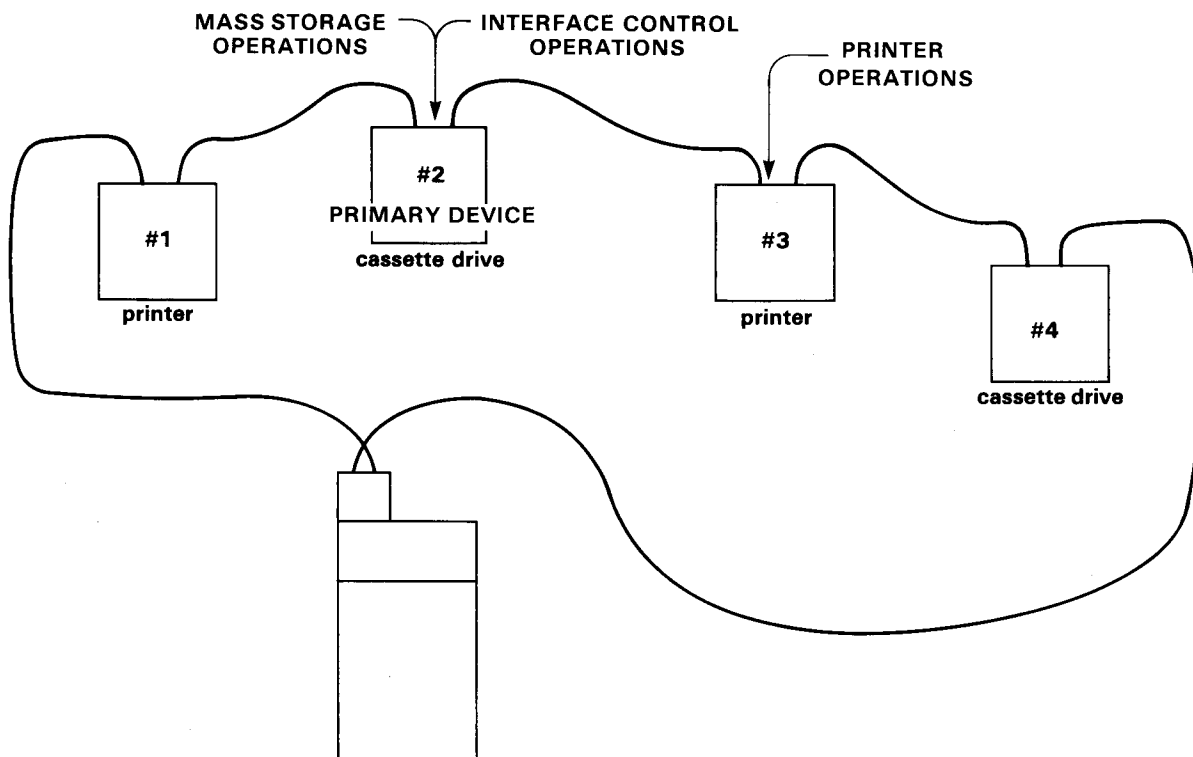 MASS STORAGE
OPERATIONS
INTERFACE CONTROL
OPERATIONS
PRINTER
OPERATIONS
#1
printer
#2
PRIMARY DEVICE
cassette drive
#3
printer
#4
cassette drive